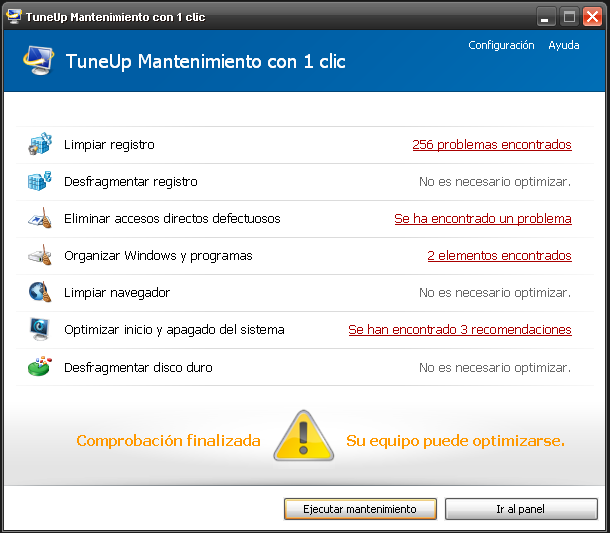 TuneUp Mantenimiento con 1 clic
Configuración Ayuda
TuneUp Mantenimiento con 1 clic
Limpiar registro 256 problemas encontrados
Desfragmentar registro No es necesario optimizar.
Eliminar accesos directos defectuosos Se ha encontrado un problema
Organizar Windows y programas 2 elementos encontrados
Limpiar navegador No es necesario optimizar.
Optimizar inicio y apagado del sistema Se han encontrado 3 recomendaciones
Desfragmentar disco duro No es necesario optimizar.
Comprobación finalizada Su equipo puede optimizarse.
Ejecutar mantenimiento Ir al panel